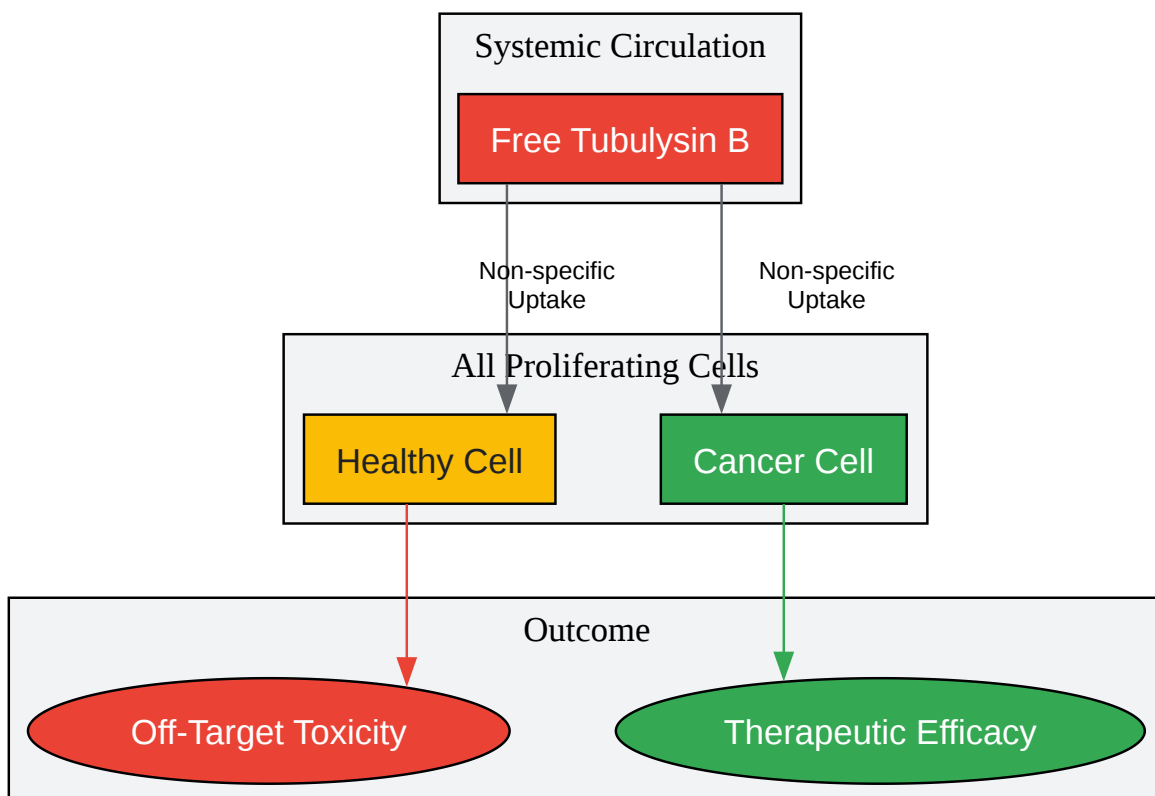 Systemic Circulation
Free Tubulysin B
Non-specific
Uptake
Non-specific
Uptake
All Proliferating Cells
Healthy Cell
Cancer Cell
Outcome
Off-Target Toxicity
Therapeutic Efficacy